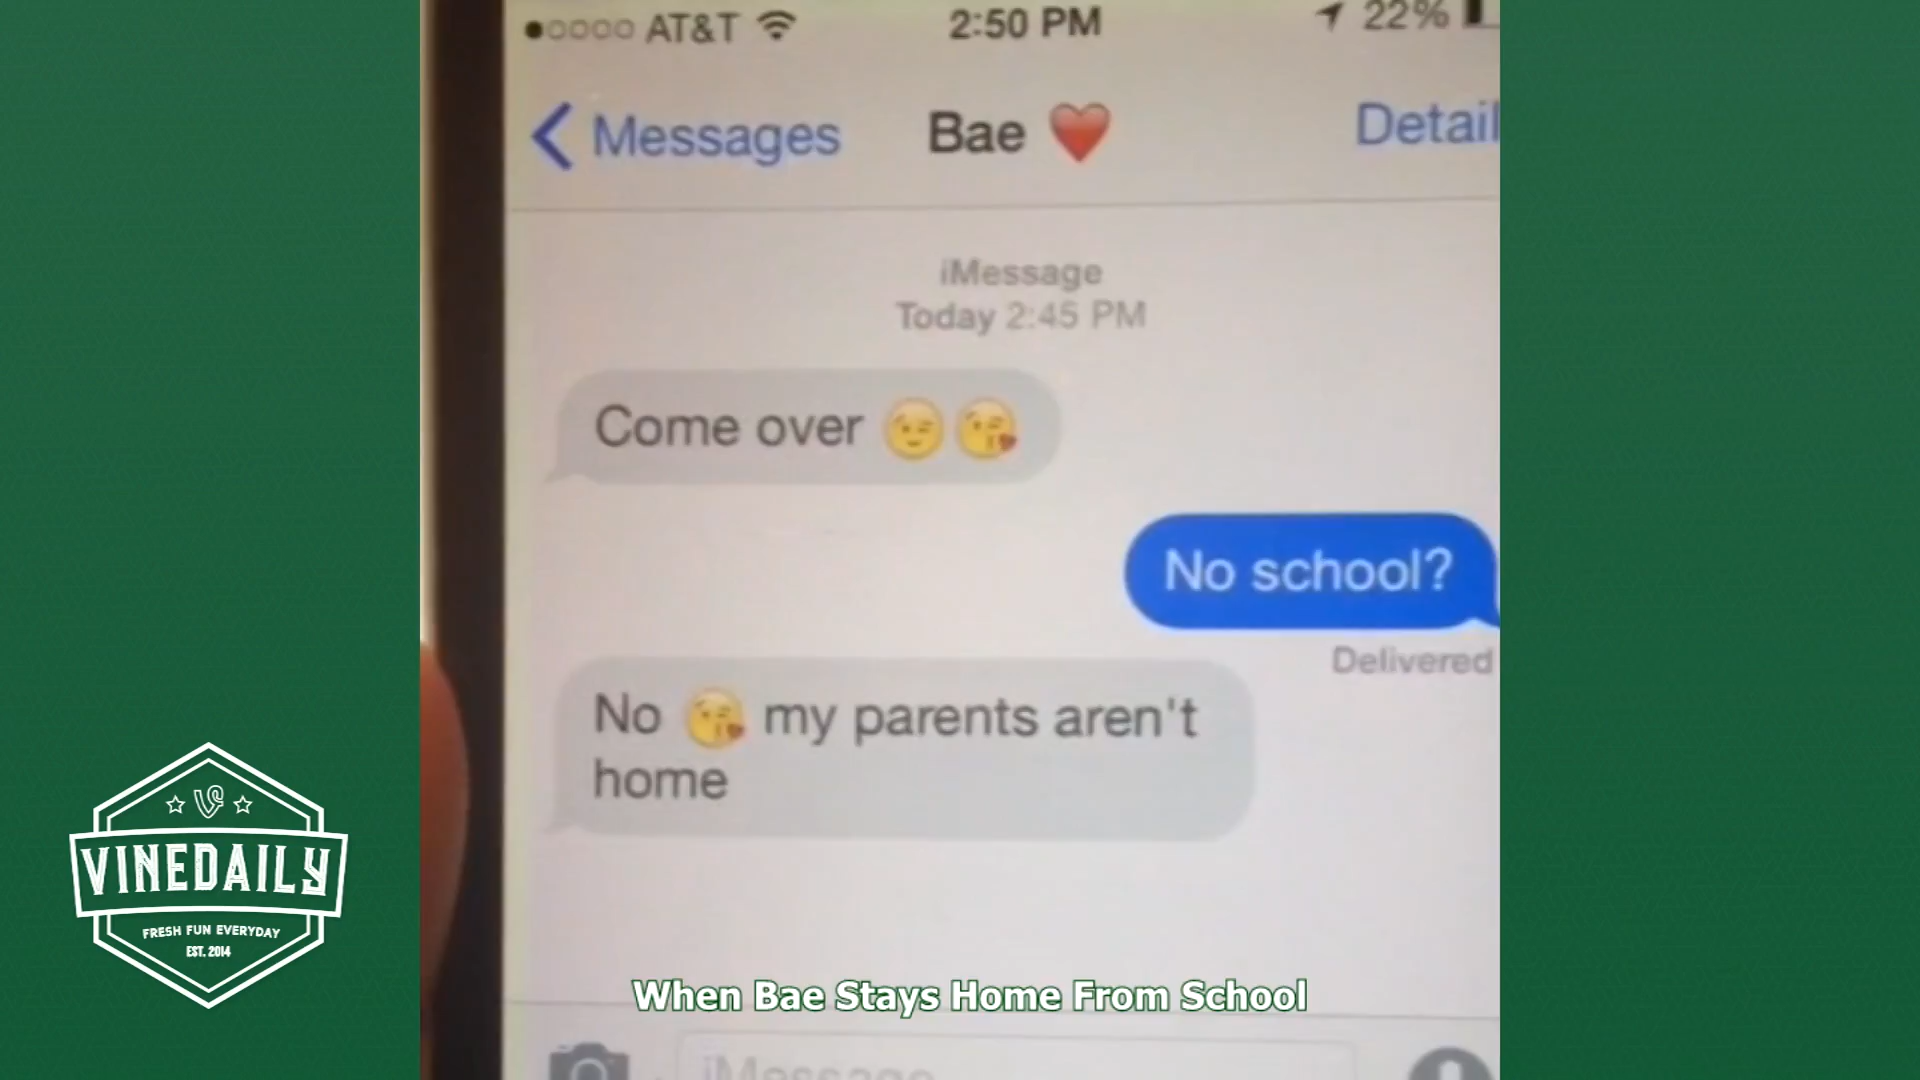 AT&T 2:50 PM 22%
Messages Bae ❤️ Detail
iMessage
Today 2:45 PM
Come over 😉😘
No school?
Delivered
No 😘 my parents aren't
home
When Bae Stays Home From School
iMessage
VINEDAILY
FRESH FUN EVERYDAY
EST. 2014